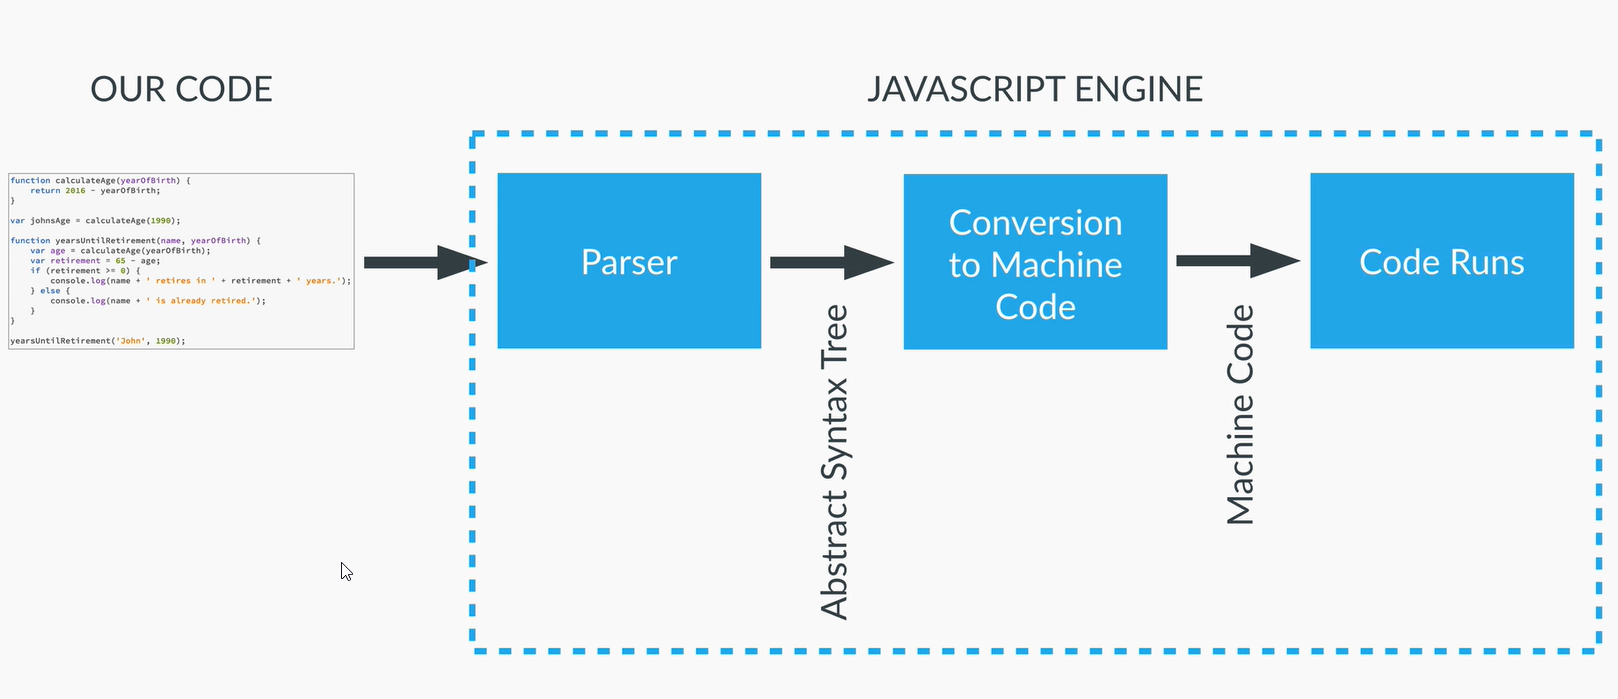 OUR CODE
JAVASCRIPT ENGINE
function calculateAge(yearOfBirth) {
return 2016 - yearOfBirth;
}
var johnsAge = calculateAge(1990);
function yearsUntilRetirement(name, yearOfBirth) {
var age = calculateAge(yearOfBirth);
var retirement = 65 - age;
if (retirement >= 0) {
console.log(name + ' retires in ' + retirement + ' years.');
} else {
console.log(name + ' is already retired.');
}
}
yearsUntilRetirement('John', 1990);
Parser
Abstract Syntax Tree
Conversion
to Machine
Code
Machine Code
Code Runs